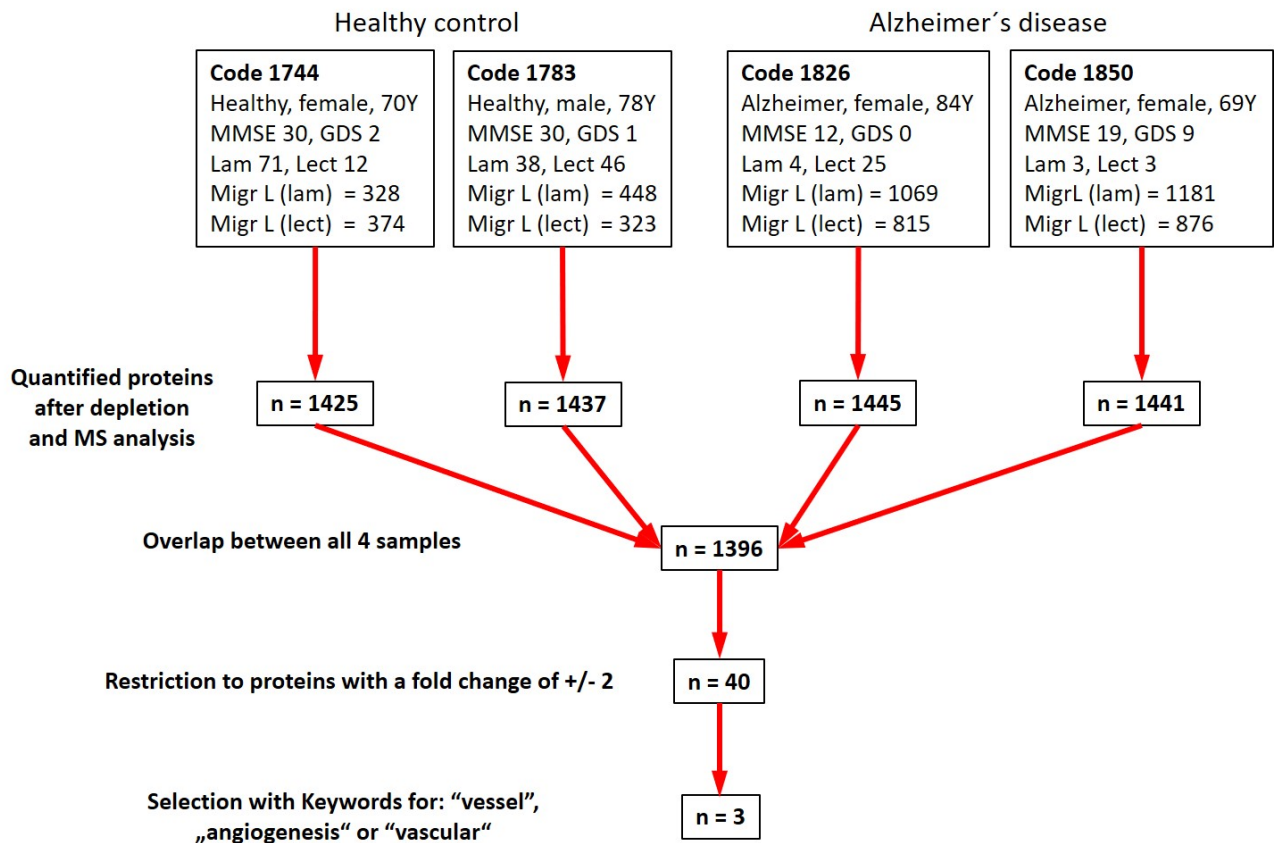 Healthy control
Alzheimer´s disease
Code 1744
Healthy, female, 70Y
MMSE 30, GDS 2
Lam 71, Lect 12
Migr L (lam) = 328
Migr L (lect) = 374
Code 1783
Healthy, male, 78Y
MMSE 30, GDS 1
Lam 38, Lect 46
Migr L (lam) = 448
Migr L (lect) = 323
Code 1826
Alzheimer, female, 84Y
MMSE 12, GDS 0
Lam 4, Lect 25
Migr L (lam) = 1069
Migr L (lect) = 815
Code 1850
Alzheimer, female, 69Y
MMSE 19, GDS 9
Lam 3, Lect 3
MigrL (lam) = 1181
Migr L (lect) = 876
Quantified proteins
after depletion
and MS analysis
n = 1425
n = 1437
n = 1445
n = 1441
Overlap between all 4 samples
n = 1396
Restriction to proteins with a fold change of +/- 2
n = 40
Selection with Keywords for: “vessel”,
„angiogenesis“ or “vascular“
n = 3